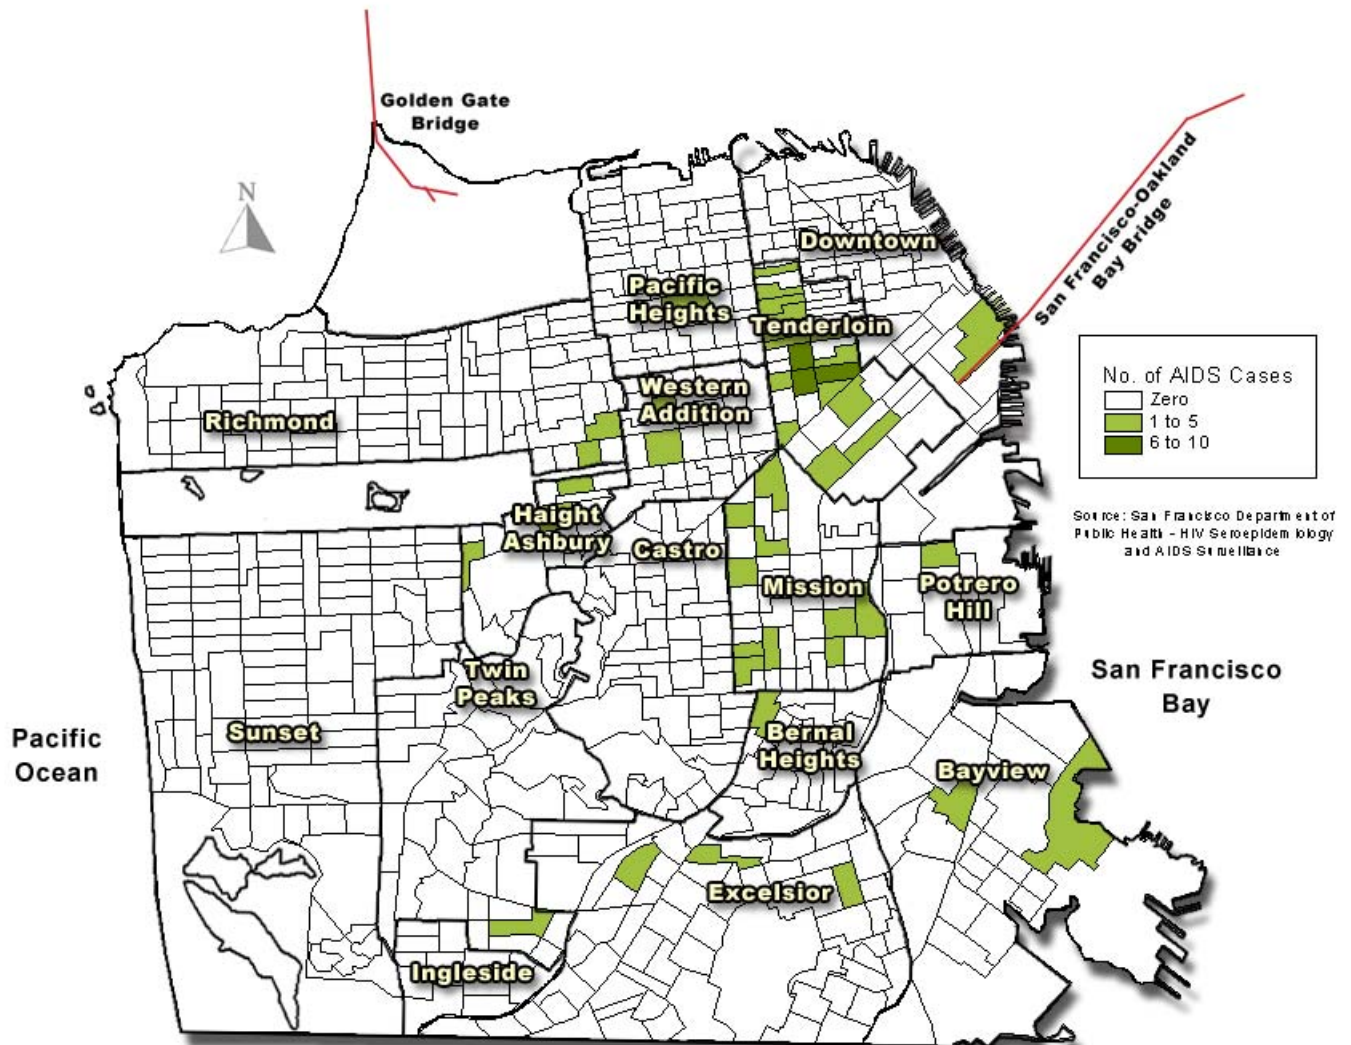 Golden Gate
Bridge
N
San Francisco-Oakland
Bay Bridge
Downtown
Pacific
Heights
Tenderloin
No. of AIDS Cases
Zero
1 to 5
6 to 10
Western
Addition
Richmond
Haight
Ashbury
Castro
Source: San Francisco Department of
Public Health - HIV Seroepidemiology
and AIDS Surveillance
Mission
Potrero
Hill
Twin
Peaks
San Francisco
Bay
Sunset
Pacific
Ocean
Bernal
Heights
Bayview
Excelsior
Ingleside